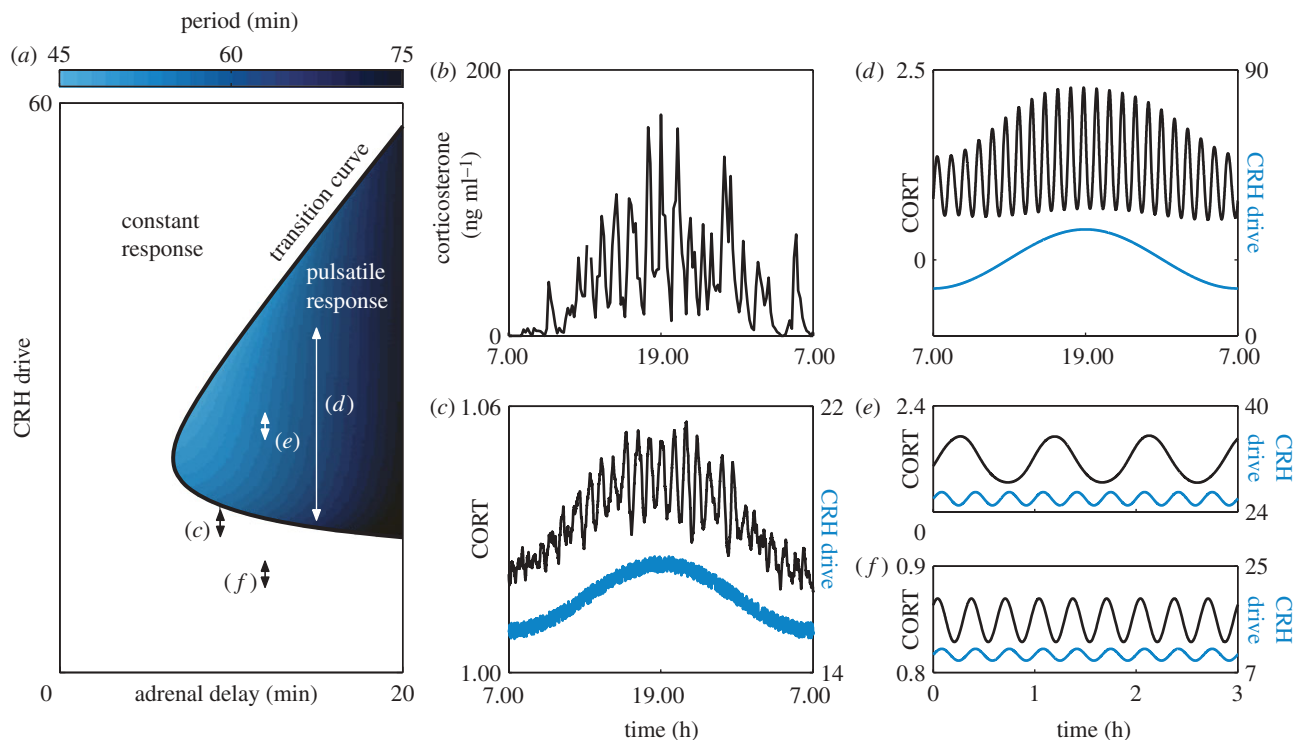 period (min)
(a)
45
60
75
60
constant
response
transition curve
pulsatile
response
(d)
(e)
(c)
(f)
CRH drive
0
adrenal delay (min)
20
(b)
200
corticosterone
(ng ml⁻¹)
0
7.00
19.00
7.00
(c)
1.06
22
CORT
CRH drive
1.00
14
7.00
19.00
7.00
time (h)
(d)
2.5
90
CORT
CRH drive
0
0
7.00
19.00
7.00
(e)
2.4
40
CORT
CRH
drive
0
24
(f)
0.9
25
CORT
CRH
drive
0.8
7
0
1
2
3
time (h)